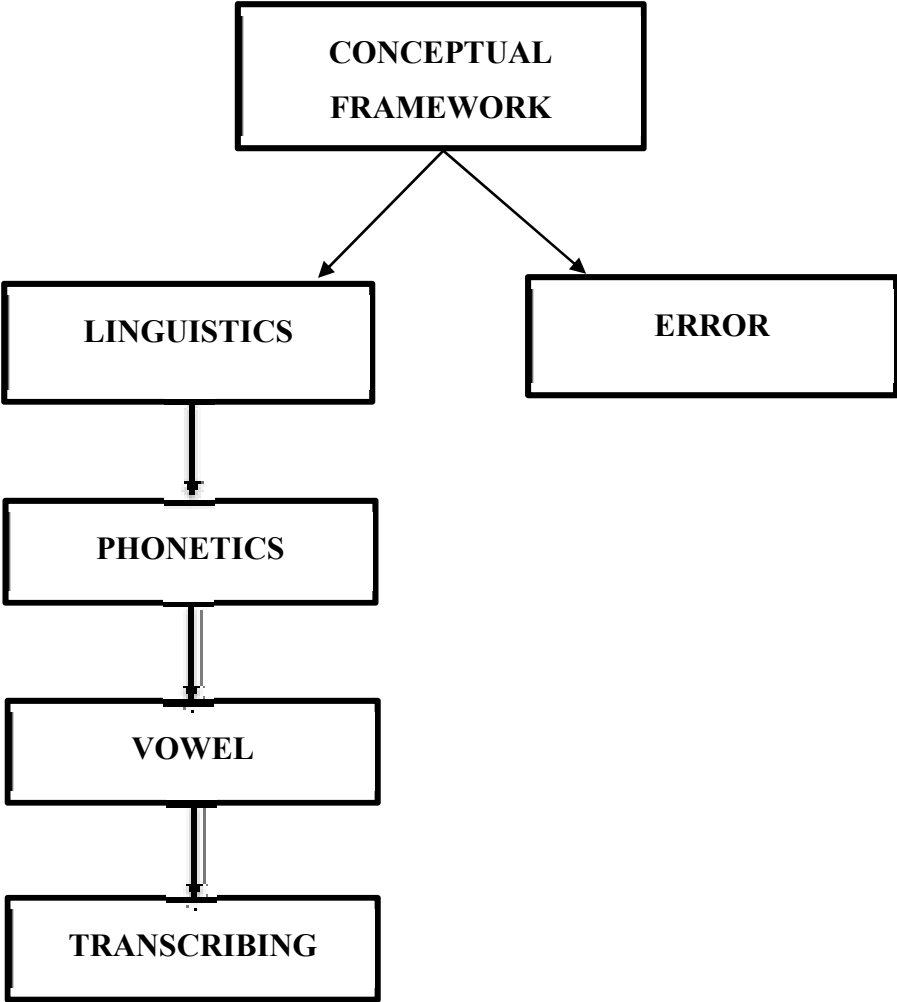 CONCEPTUAL
FRAMEWORK
LINGUISTICS
ERROR
PHONETICS
VOWEL
TRANSCRIBING